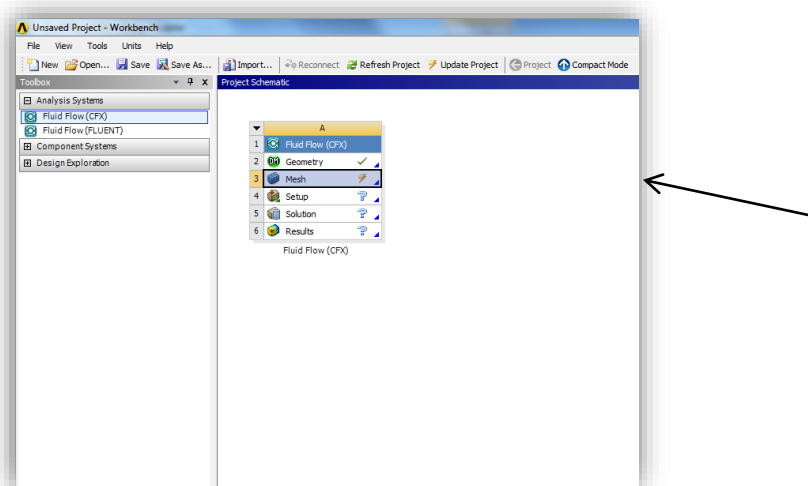 Unsaved Project - Workbench
File View Tools Units Help
New Open... Save Save As... Import... Reconnect Refresh Project Update Project Project Compact Mode
Toolbox
Project Schematic
Analysis Systems
Fluid Flow (CFX)
Fluid Flow (FLUENT)
Component Systems
Design Exploration
A
1 Fluid Flow (CFX)
2 Geometry
3 Mesh
4 Setup
5 Solution
6 Results
Fluid Flow (CFX)